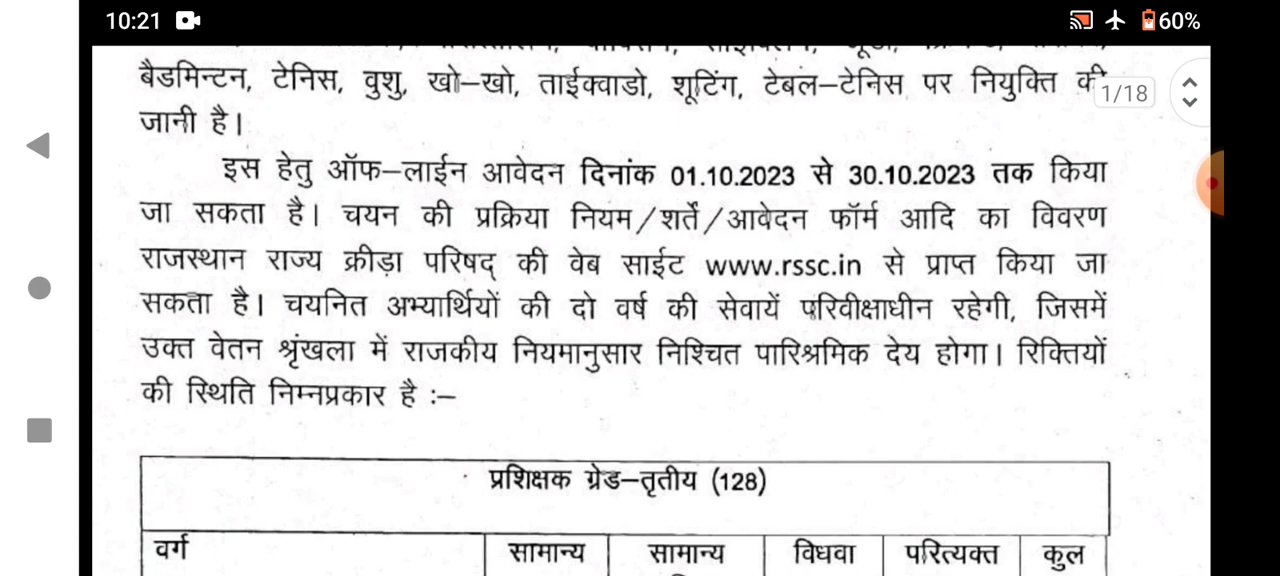 10:21
60%
बैडमिन्टन, टेनिस, वुशु, खो–खो, ताईक्वाडो, शूटिंग, टेबल–टेनिस पर नियुक्ति की
1/18
जानी है।
इस हेतु ऑफ–लाईन आवेदन दिनांक 01.10.2023 से 30.10.2023 तक किया
जा सकता है। चयन की प्रक्रिया नियम/शर्ते/आवेदन फॉर्म आदि का विवरण
राजस्थान राज्य क्रीड़ा परिषद् की वेब साईट www.rssc.in से प्राप्त किया जा
सकता है। चयनित अभ्यार्थियों की दो वर्ष की सेवायें परिवीक्षाधीन रहेगी, जिसमें
उक्त वेतन श्रृंखला में राजकीय नियमानुसार निश्चित पारिश्रमिक देय होगा। रिक्तियों
की स्थिति निम्नप्रकार है :–
प्रशिक्षक ग्रेड–तृतीय (128)
वर्ग सामान्य सामान्य विधवा परित्यक्त कुल